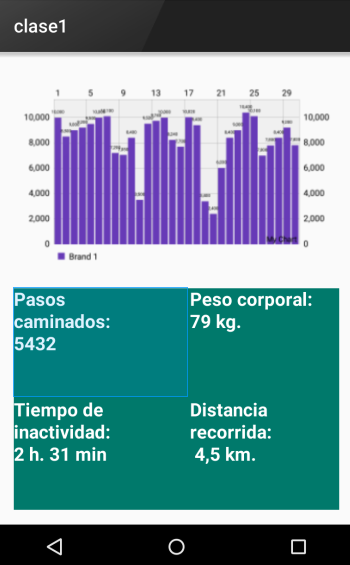 clase1
1 5 9 13 17 21 25 29
10,000 10,000
8,000 8,000
6,000 6,000
4,000 4,000
2,000 2,000
0 0
My Chart
Brand 1
Pasos
caminados:
5432
Peso corporal:
79 kg.
Tiempo de
inactividad:
2 h. 31 min
Distancia
recorrida:
4,5 km.